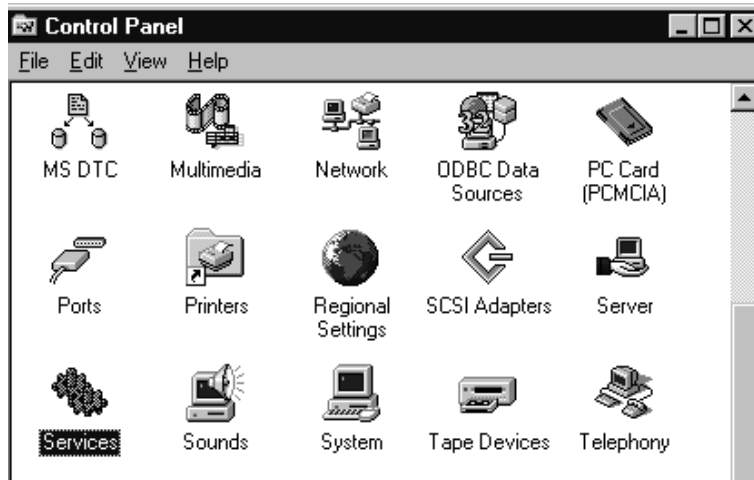 Control Panel
File Edit View Help
MS DTC
Multimedia
Network
ODBC Data
Sources
PC Card
(PCMCIA)
Ports
Printers
Regional
Settings
SCSI Adapters
Server
Services
Sounds
System
Tape Devices
Telephony
32